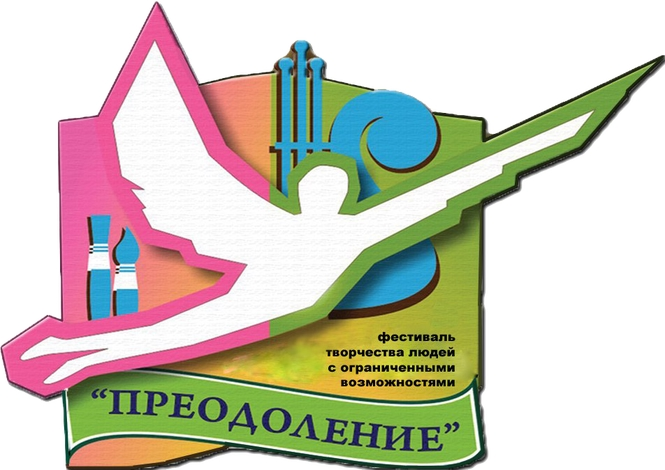 фестиваль
творчества людей
с ограниченными
возможностями
“ПРЕОДОЛЕНИЕ”